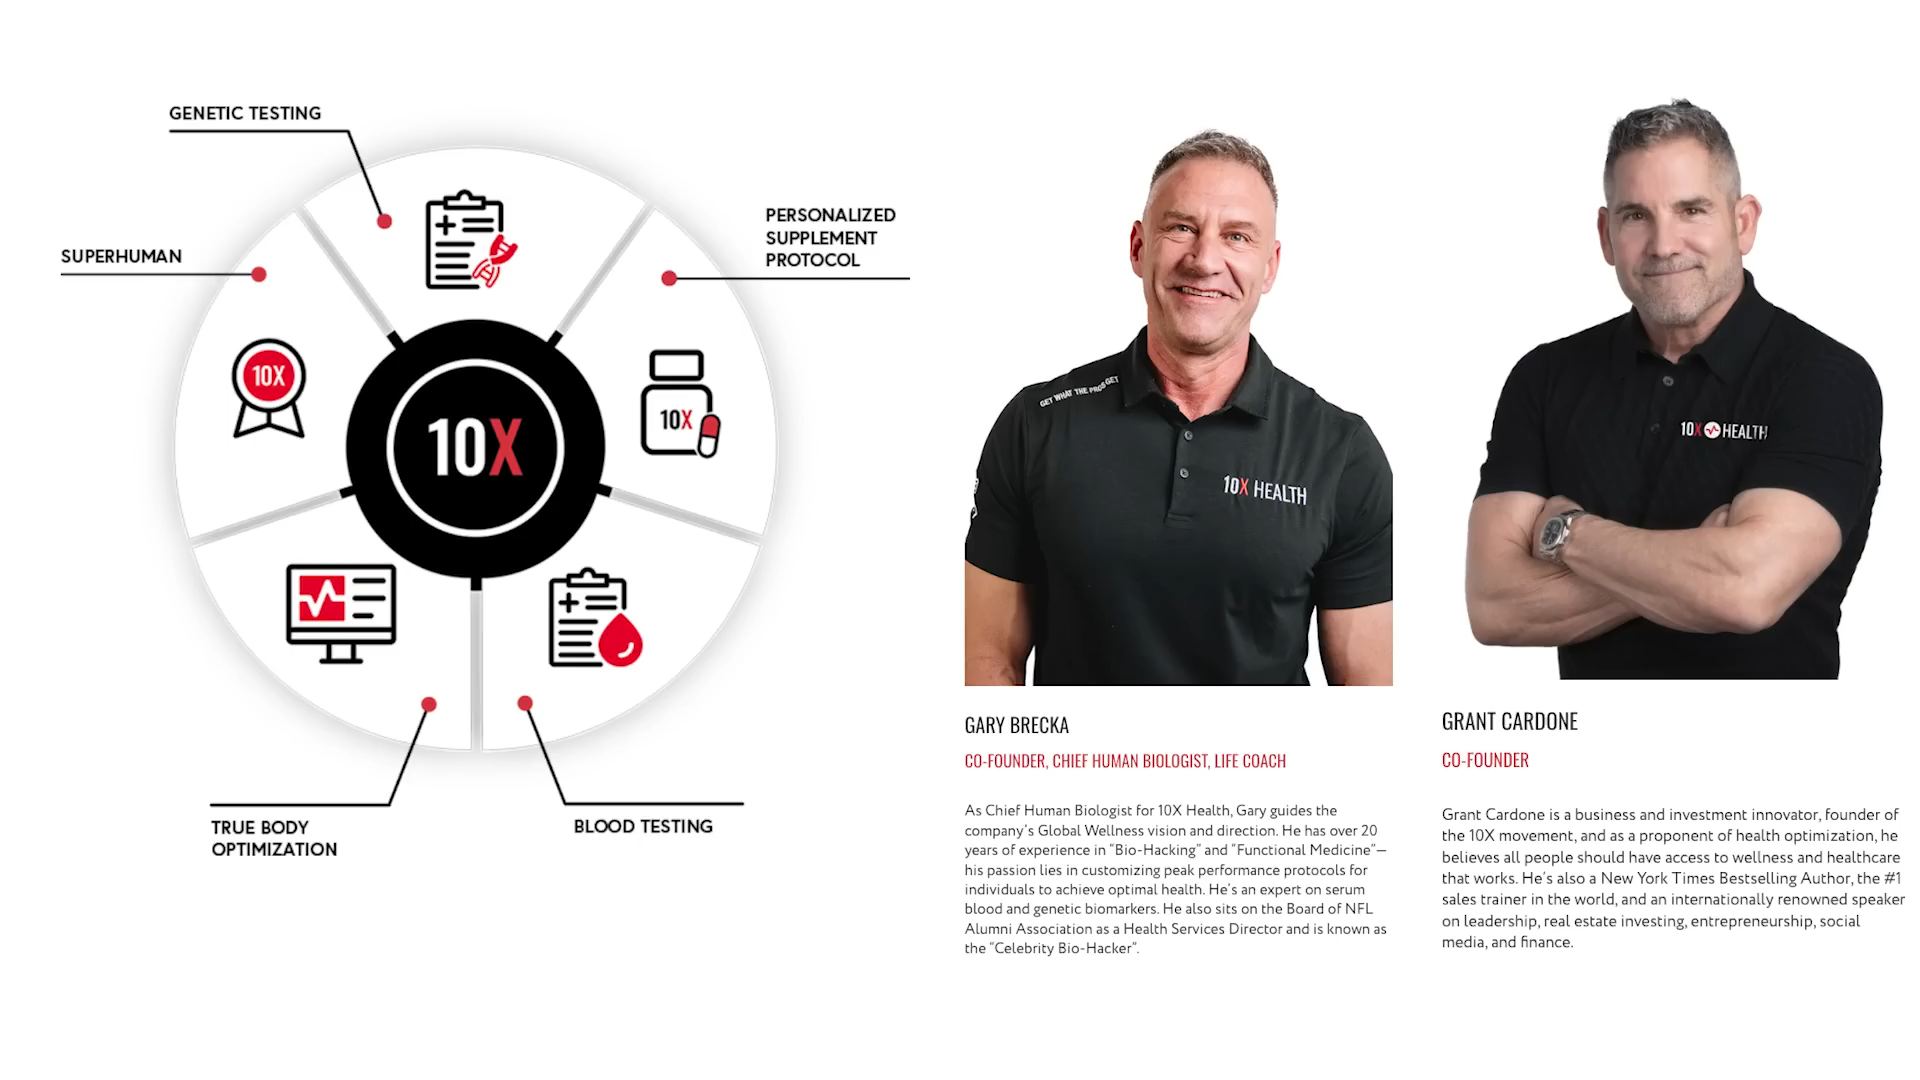 GENETIC TESTING
SUPERHUMAN
PERSONALIZED
SUPPLEMENT
PROTOCOL
10X
10X
10X
TRUE BODY
OPTIMIZATION
BLOOD TESTING
GET WHAT THE PROS GET
10X HEALTH
GARY BRECKA
CO-FOUNDER, CHIEF HUMAN BIOLOGIST, LIFE COACH
As Chief Human Biologist for 10X Health, Gary guides the
company's Global Wellness vision and direction. He has over 20
years of experience in "Bio-Hacking" and "Functional Medicine"—
his passion lies in customizing peak performance protocols for
individuals to achieve optimal health. He's an expert on serum
blood and genetic biomarkers. He also sits on the Board of NFL
Alumni Association as a Health Services Director and is known as
the "Celebrity Bio-Hacker".
10X HEALTH
GRANT CARDONE
CO-FOUNDER
Grant Cardone is a business and investment innovator, founder of
the 10X movement, and as a proponent of health optimization, he
believes all people should have access to wellness and healthcare
that works. He's also a New York Times Bestselling Author, the #1
sales trainer in the world, and an internationally renowned speaker
on leadership, real estate investing, entrepreneurship, social
media, and finance.